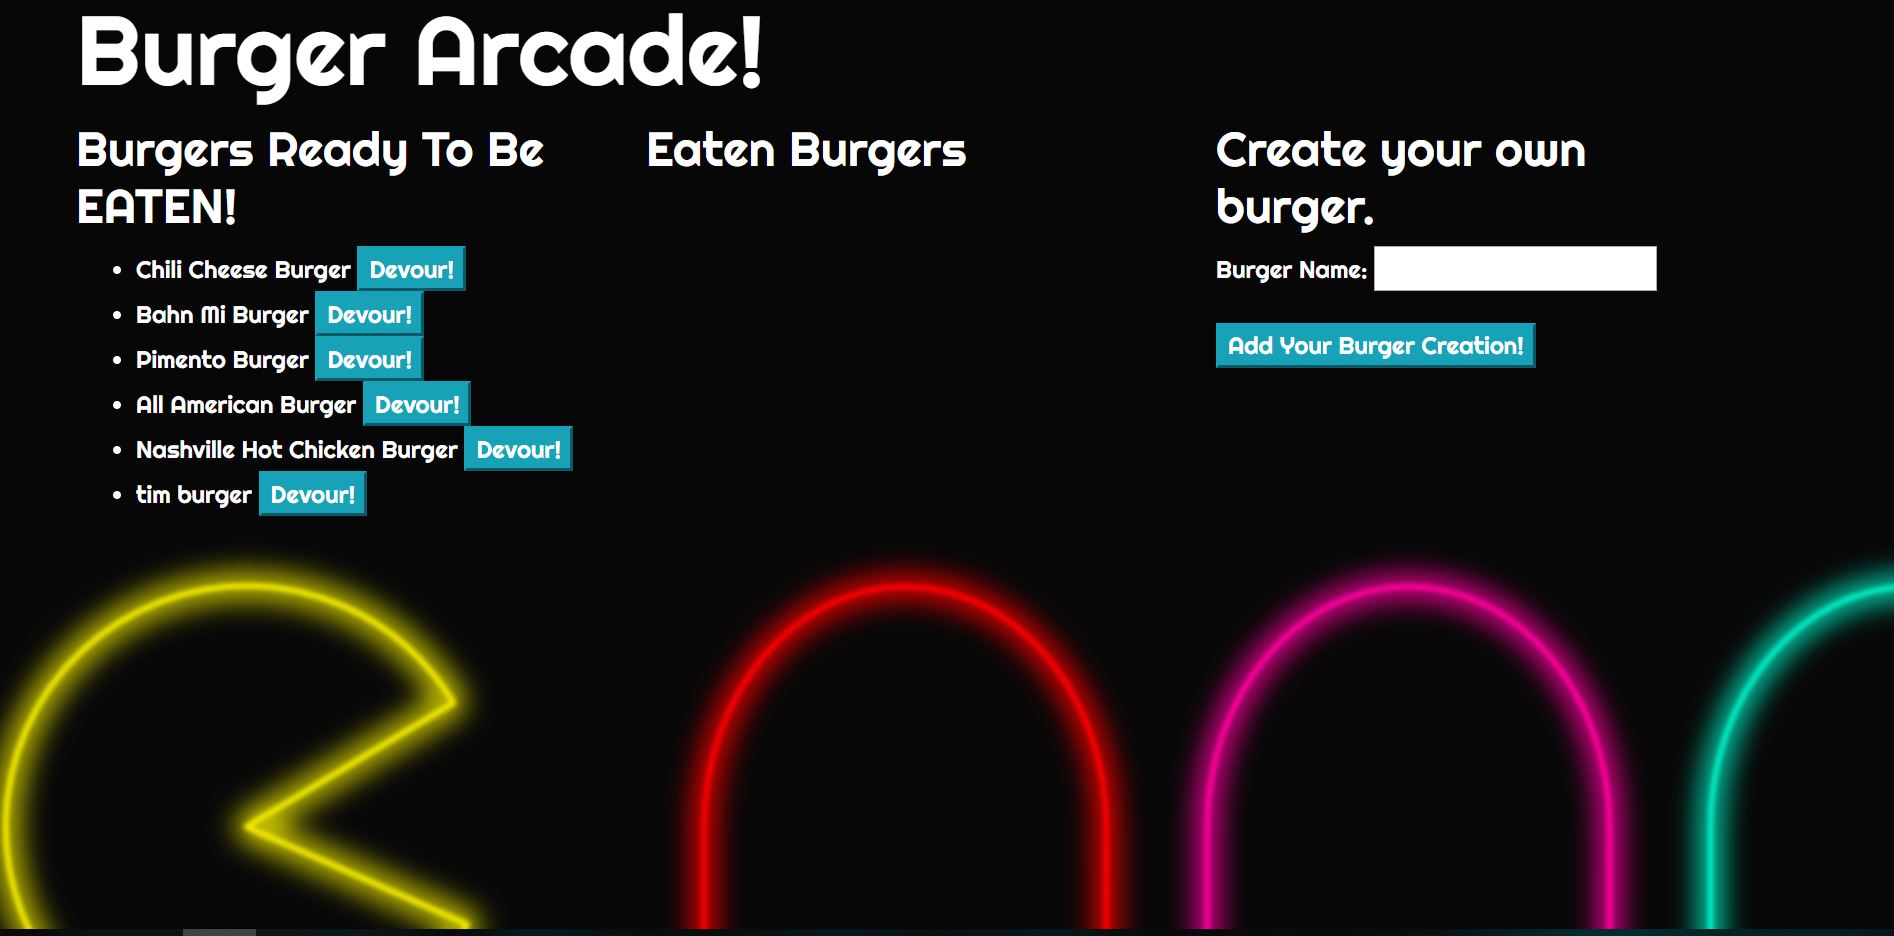 Burger Arcade!
Burgers Ready To Be
EATEN!
Chili Cheese Burger Devour!
Bahn Mi Burger Devour!
Pimento Burger Devour!
All American Burger Devour!
Nashville Hot Chicken Burger Devour!
tim burger Devour!
Eaten Burgers
Create your own
burger.
Burger Name:
Add Your Burger Creation!